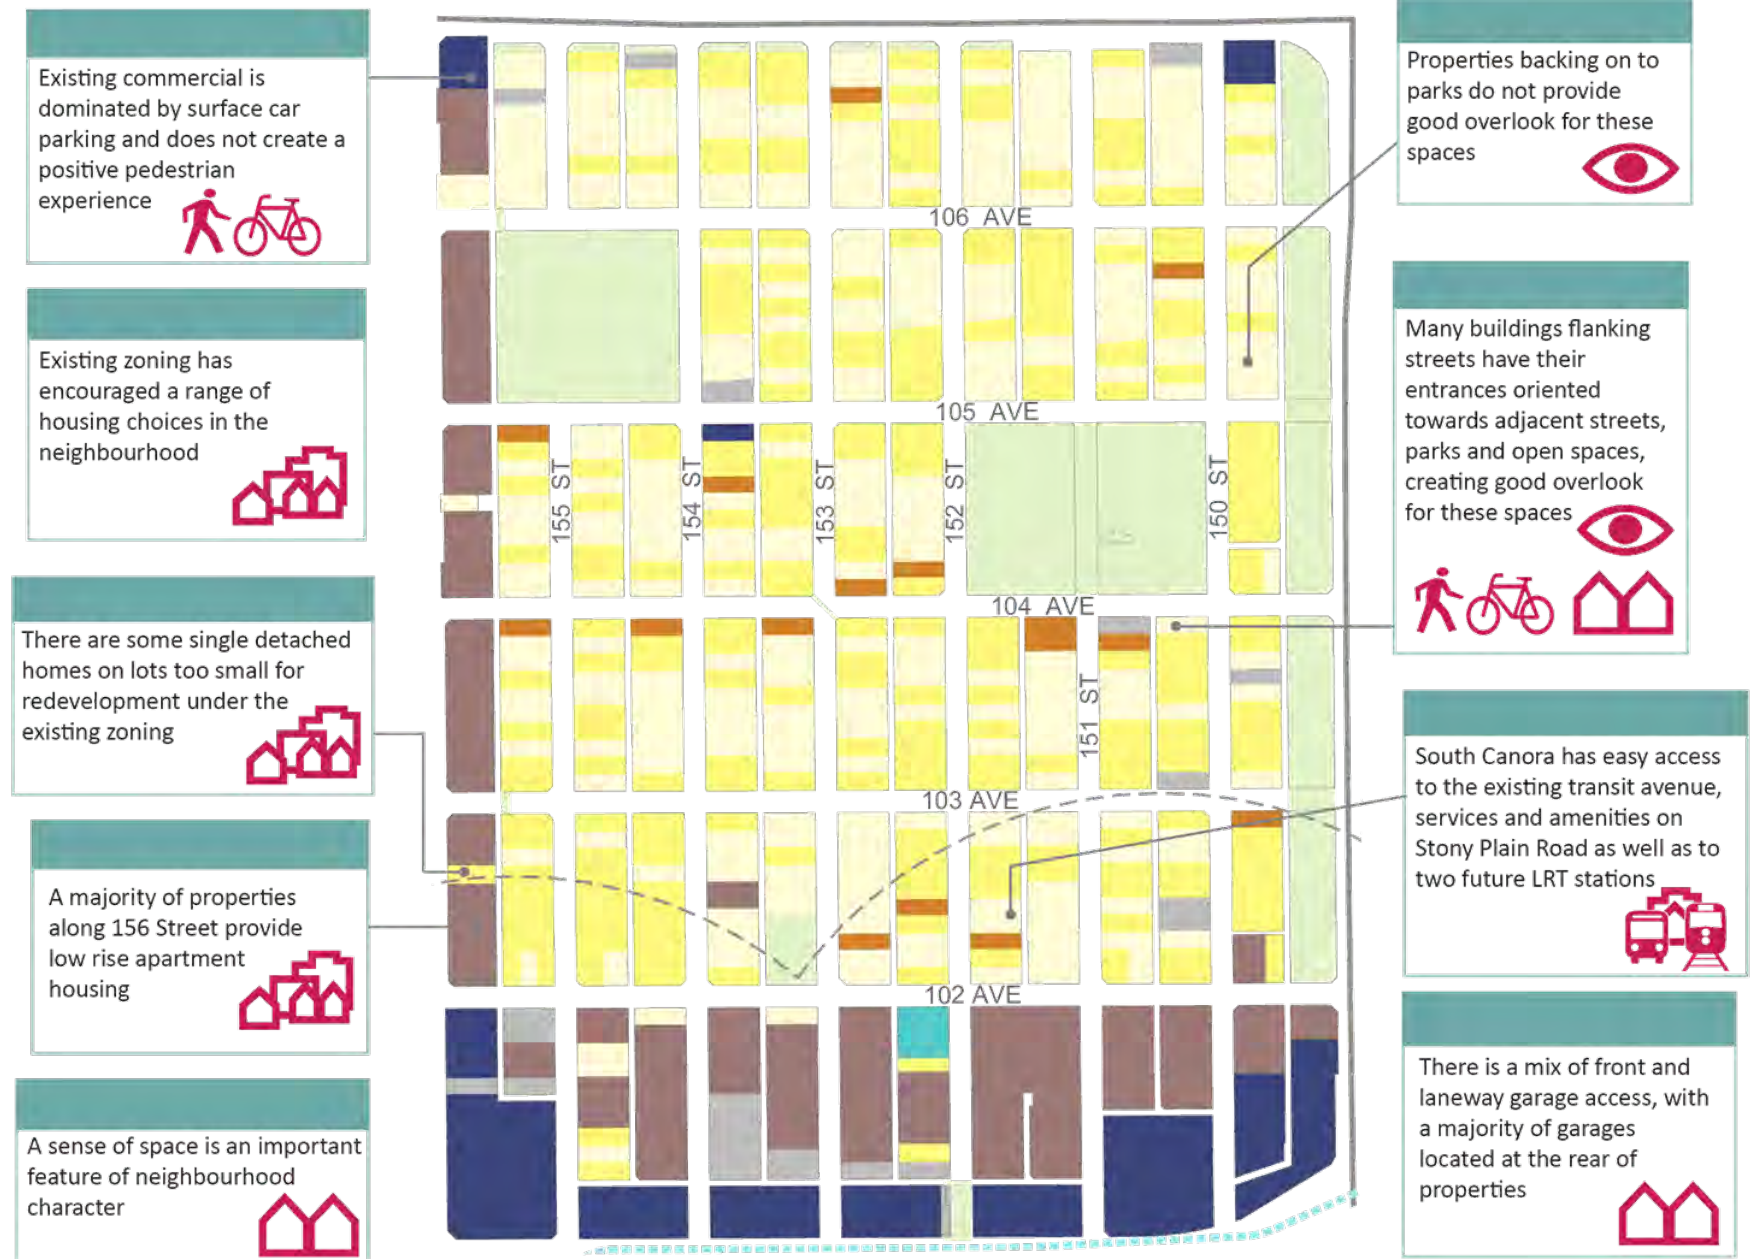 Existing commercial is
dominated by surface car
parking and does not create a
positive pedestrian
experience
Existing zoning has
encouraged a range of
housing choices in the
neighbourhood
There are some single detached
homes on lots too small for
redevelopment under the
existing zoning
A majority of properties
along 156 Street provide
low rise apartment
housing
A sense of space is an important
feature of neighbourhood
character
106 AVE
105 AVE
155 ST
154 ST
153 ST
152 ST
150 ST
104 AVE
151 ST
103 AVE
102 AVE
Properties backing on to
parks do not provide
good overlook for these
spaces
Many buildings flanking
streets have their
entrances oriented
towards adjacent streets,
parks and open spaces,
creating good overlook
for these spaces
South Canora has easy access
to the existing transit avenue,
services and amenities on
Stony Plain Road as well as to
two future LRT stations
There is a mix of front and
laneway garage access, with
a majority of garages
located at the rear of
properties